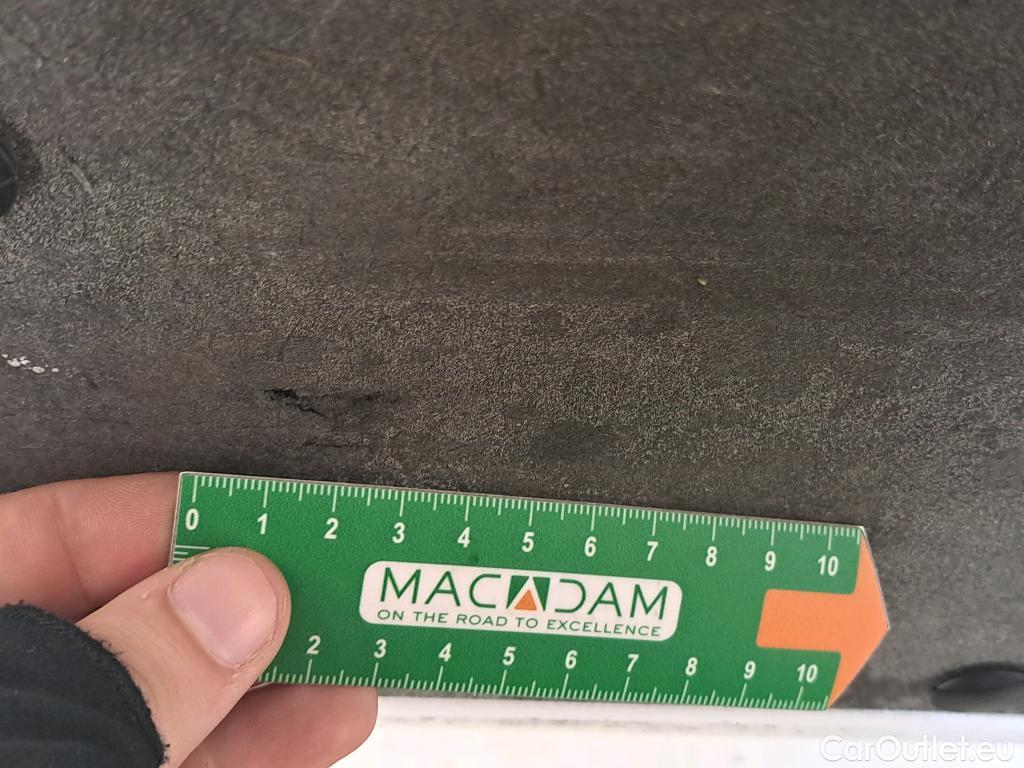 0 1 2 3 4 5 6 7 8 9 10
MACADAM
ON THE ROAD TO EXCELLENCE
2 3 4 5 6 7 8 9 10
CarOutlet.eu